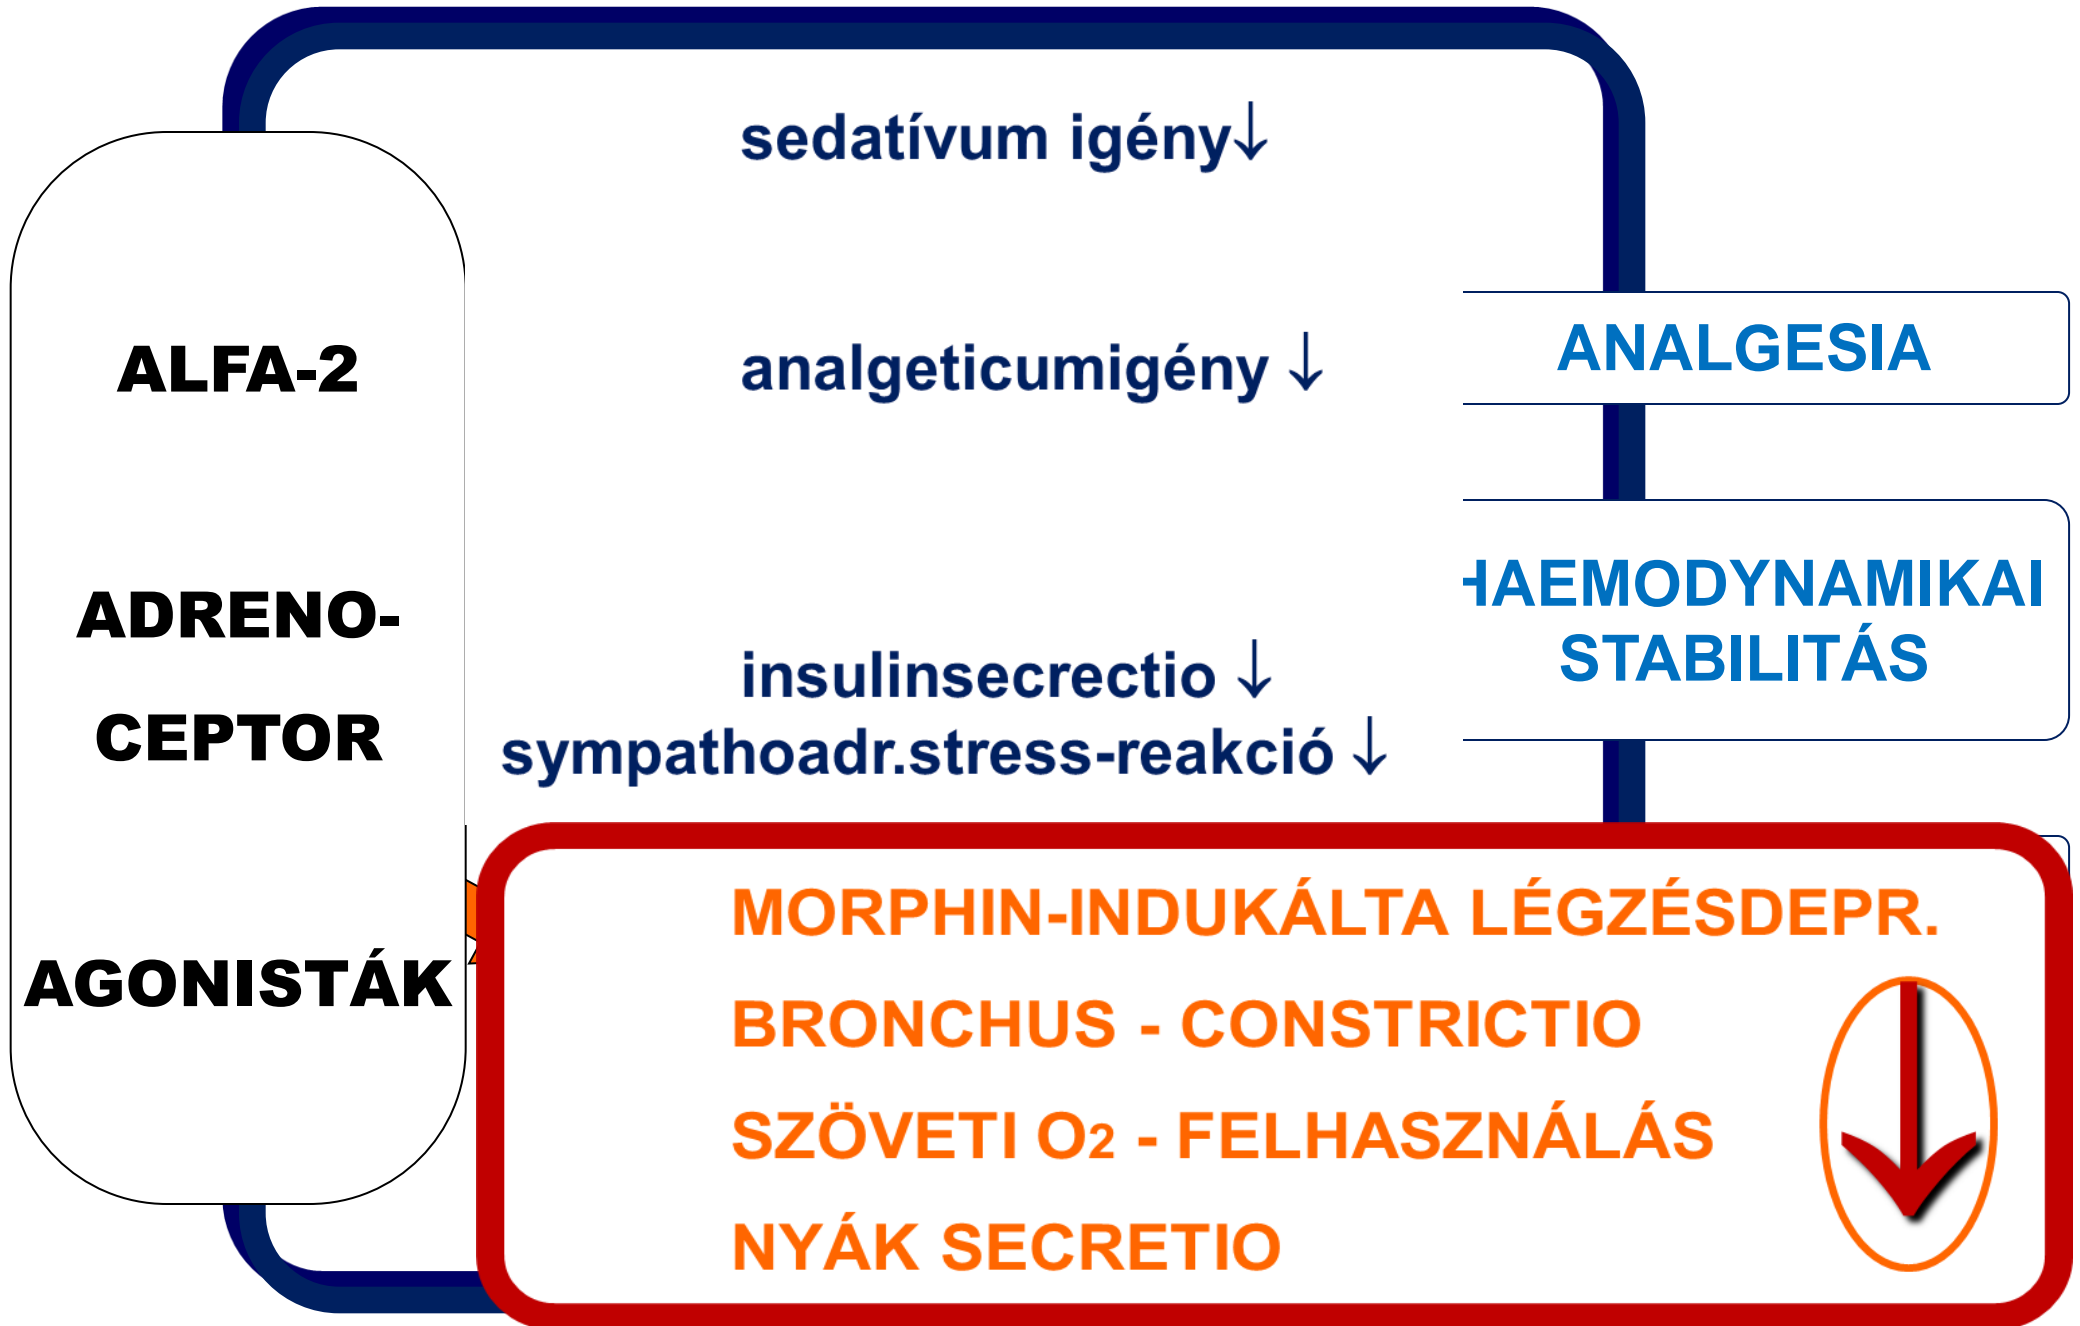 ALFA-2
ADRENO-
CEPTOR
AGONISTÁK
sedatívum igény↓
analgeticumigény ↓
insulinsecrectio ↓
sympathoadr.stress-reakció ↓
ANALGESIA
HAEMODYNAMIKAI
STABILITÁS
MORPHIN-INDUKÁLTA LÉGZÉSDEPR.
BRONCHUS - CONSTRICTIO
SZÖVETI O2 - FELHASZNÁLÁS
NYÁK SECRETIO